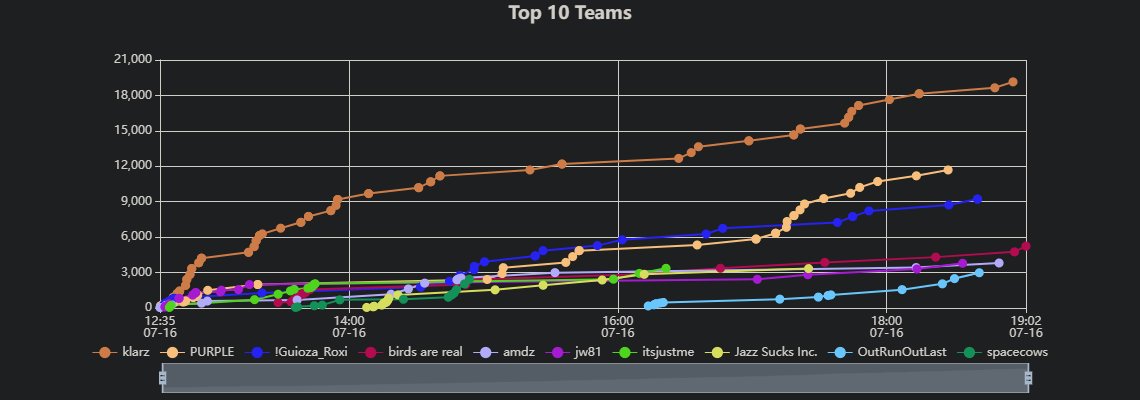 Top 10 Teams
21,000
18,000
15,000
12,000
9,000
6,000
3,000
0
12:35 14:00 16:00 18:00 19:02
07-16 07-16 07-16 07-16 07-16
klarz PURPLE !Guioza_Roxi birds are real amdz jw81 itsjustme Jazz Sucks Inc. OutRunOutLast spacecows